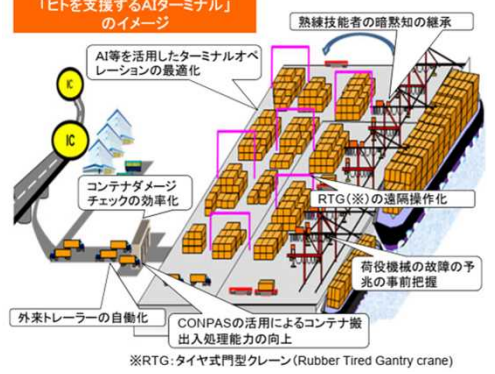 「ヒトを支援するAIターミナル」
のイメージ
熟練技能者の暗黙知の継承
AI等を活用したターミナルオペ
レーションの最適化
IC
IC
コンテナダメージ
チェックの効率化
RTG(※)の遠隔操作化
荷役機械の故障の予
兆の事前把握
外来トレーラーの自働化
CONPASの活用によるコンテナ搬
出入処理能力の向上
※RTG:タイヤ式門型クレーン(Rubber Tired Gantry crane)